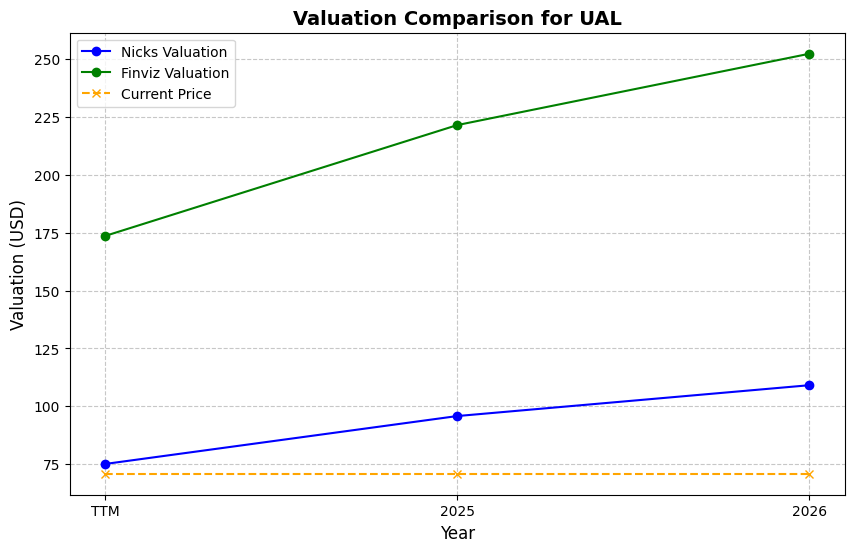 Valuation Comparison for UAL
Nicks Valuation
Finviz Valuation
Current Price
Valuation (USD)
250
225
200
175
150
125
100
75
TTM
2025
2026
Year